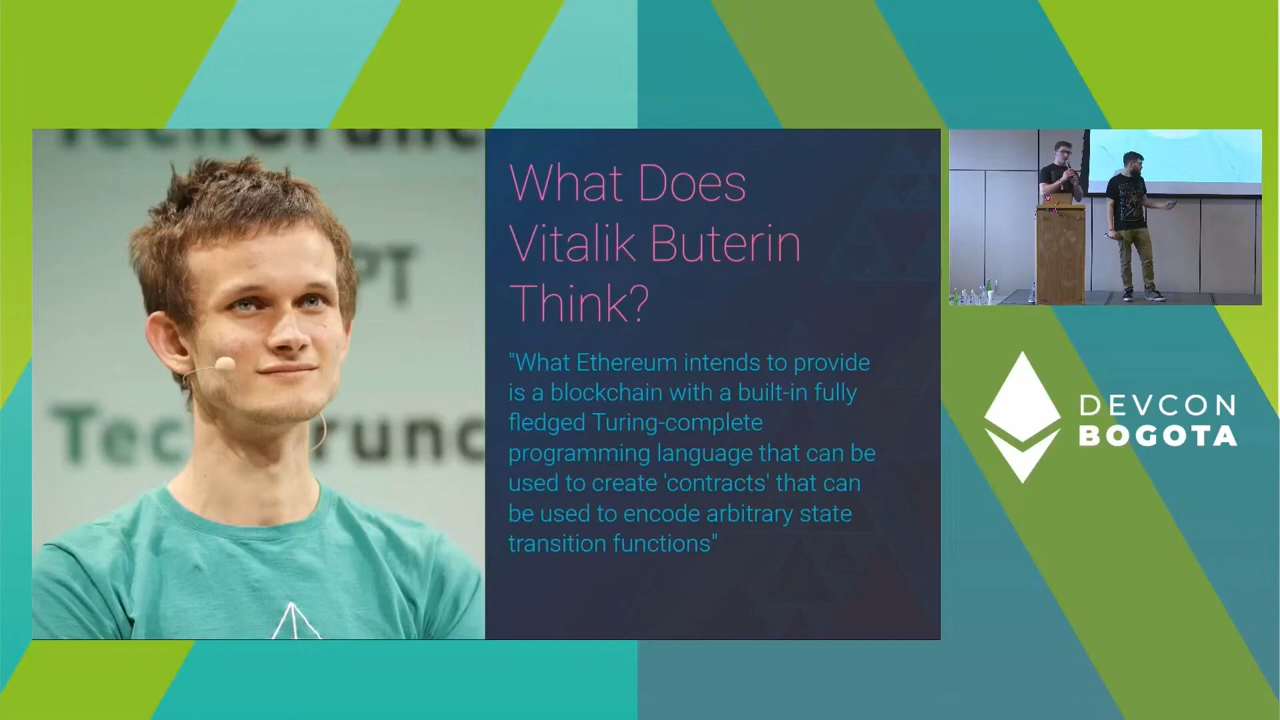 What Does
Vitalik Buterin
Think?
"What Ethereum intends to provide
is a blockchain with a built-in fully
fledged Turing-complete
programming language that can be
used to create 'contracts' that can
be used to encode arbitrary state
transition functions"
DEVCON
BOGOTA